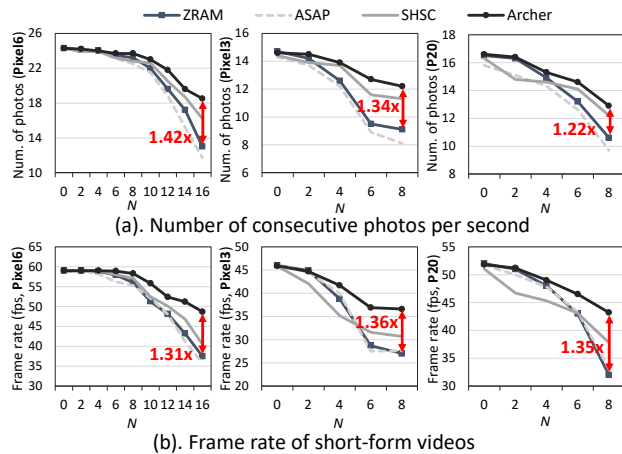 ZRAM ASAP SHSC Archer
Num. of photos (Pixel6)
26
22
18
14
10
1.42x
0 2 4 6 8 10 12 14 16
N
Num. of photos (Pixel3)
16
14
12
10
8
6
1.34x
0 2 4 6 8
N
Num. of photos (P20)
18
16
14
12
10
8
1.22x
0 2 4 6 8
N
(a). Number of consecutive photos per second
Frame rate (fps, Pixel6)
65
60
55
50
45
40
35
30
1.31x
0 2 4 6 8 10 12 14 16
N
Frame rate (fps, Pixel3)
50
45
40
35
30
25
20
1.36x
0 2 4 6 8
N
Frame rate (fps, P20)
55
50
45
40
35
30
1.35x
0 2 4 6 8
N
(b). Frame rate of short-form videos